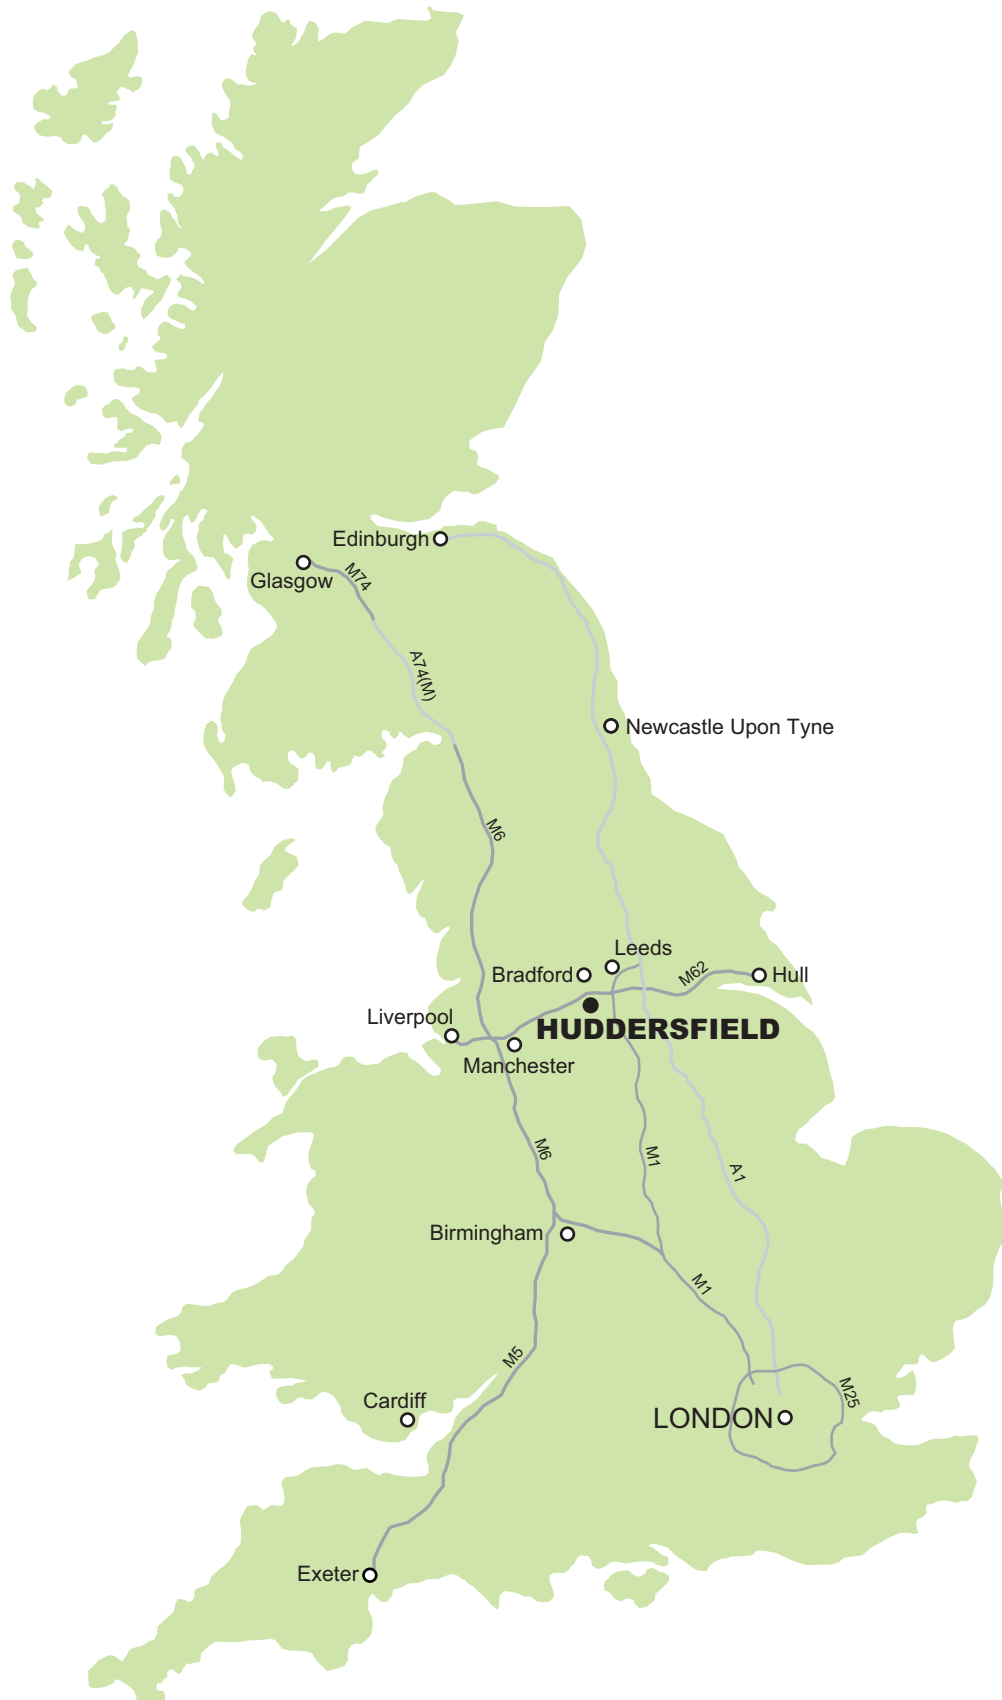 Edinburgh
Glasgow
M74
A74(M)
Newcastle Upon Tyne
M6
Leeds
Bradford
M62
Hull
Liverpool
HUDDERSFIELD
Manchester
M6
M1
A1
Birmingham
M1
M5
Cardiff
M25
LONDON
Exeter